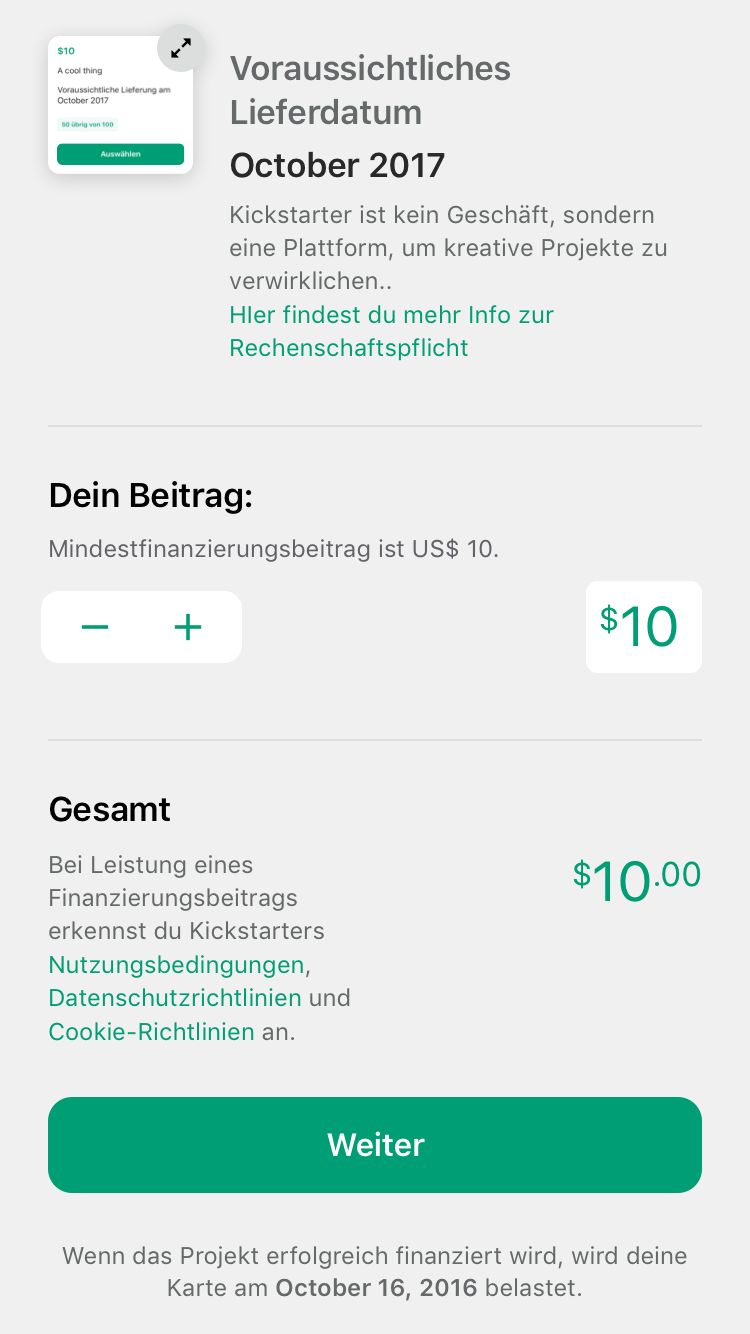 $10
A cool thing
Voraussichtliche Lieferung am
October 2017
50 übrig von 100
Auswählen
Voraussichtliches
Lieferdatum
October 2017
Kickstarter ist kein Geschäft, sondern
eine Plattform, um kreative Projekte zu
verwirklichen..
HIer findest du mehr Info zur
Rechenschaftspflicht
Dein Beitrag:
Mindestfinanzierungsbeitrag ist US$ 10.
$10
Gesamt
Bei Leistung eines
Finanzierungsbeitrags
erkennst du Kickstarters
Nutzungsbedingungen,
Datenschutzrichtlinien und
Cookie-Richtlinien an.
$10.00
Weiter
Wenn das Projekt erfolgreich finanziert wird, wird deine
Karte am October 16, 2016 belastet.